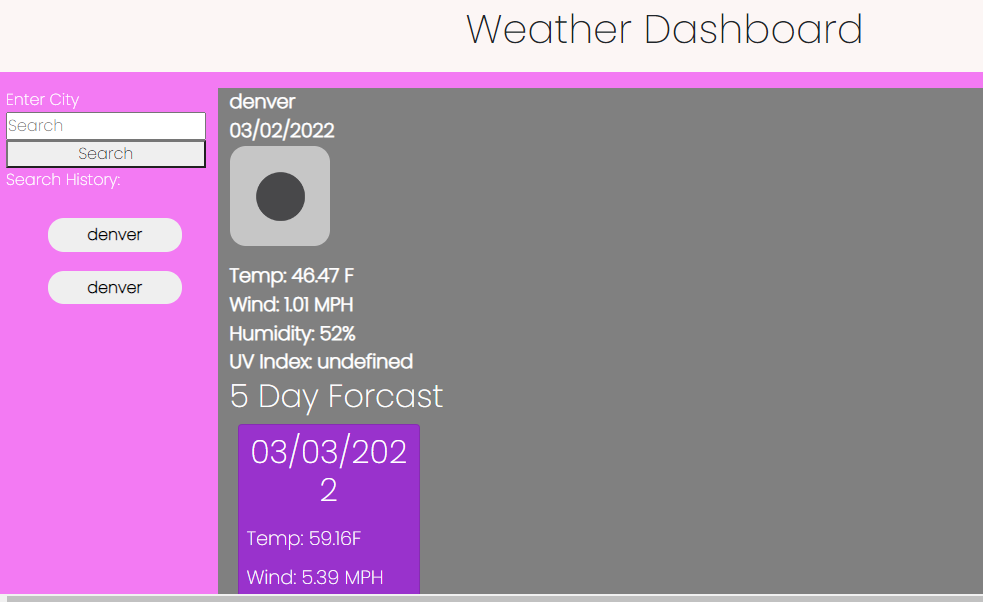 Weather Dashboard
Enter City
Search
Search
Search History:
denver
denver
denver
03/02/2022
Temp: 46.47 F
Wind: 1.01 MPH
Humidity: 52%
UV Index: undefined
5 Day Forcast
03/03/202
2
Temp: 59.16F
Wind: 5.39 MPH